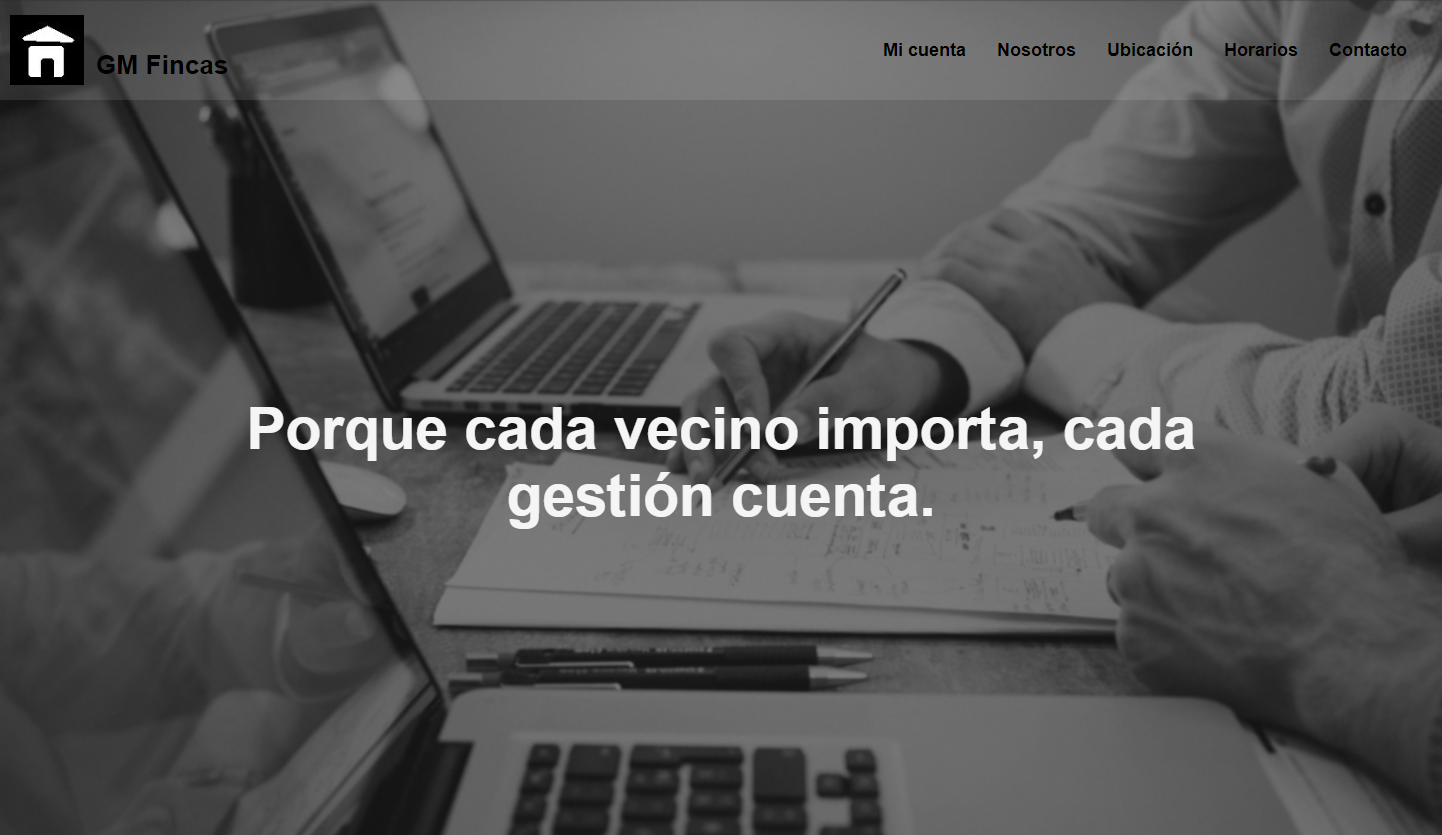 GM Fincas
Mi cuenta Nosotros Ubicación Horarios Contacto
Porque cada vecino importa, cada
gestión cuenta.